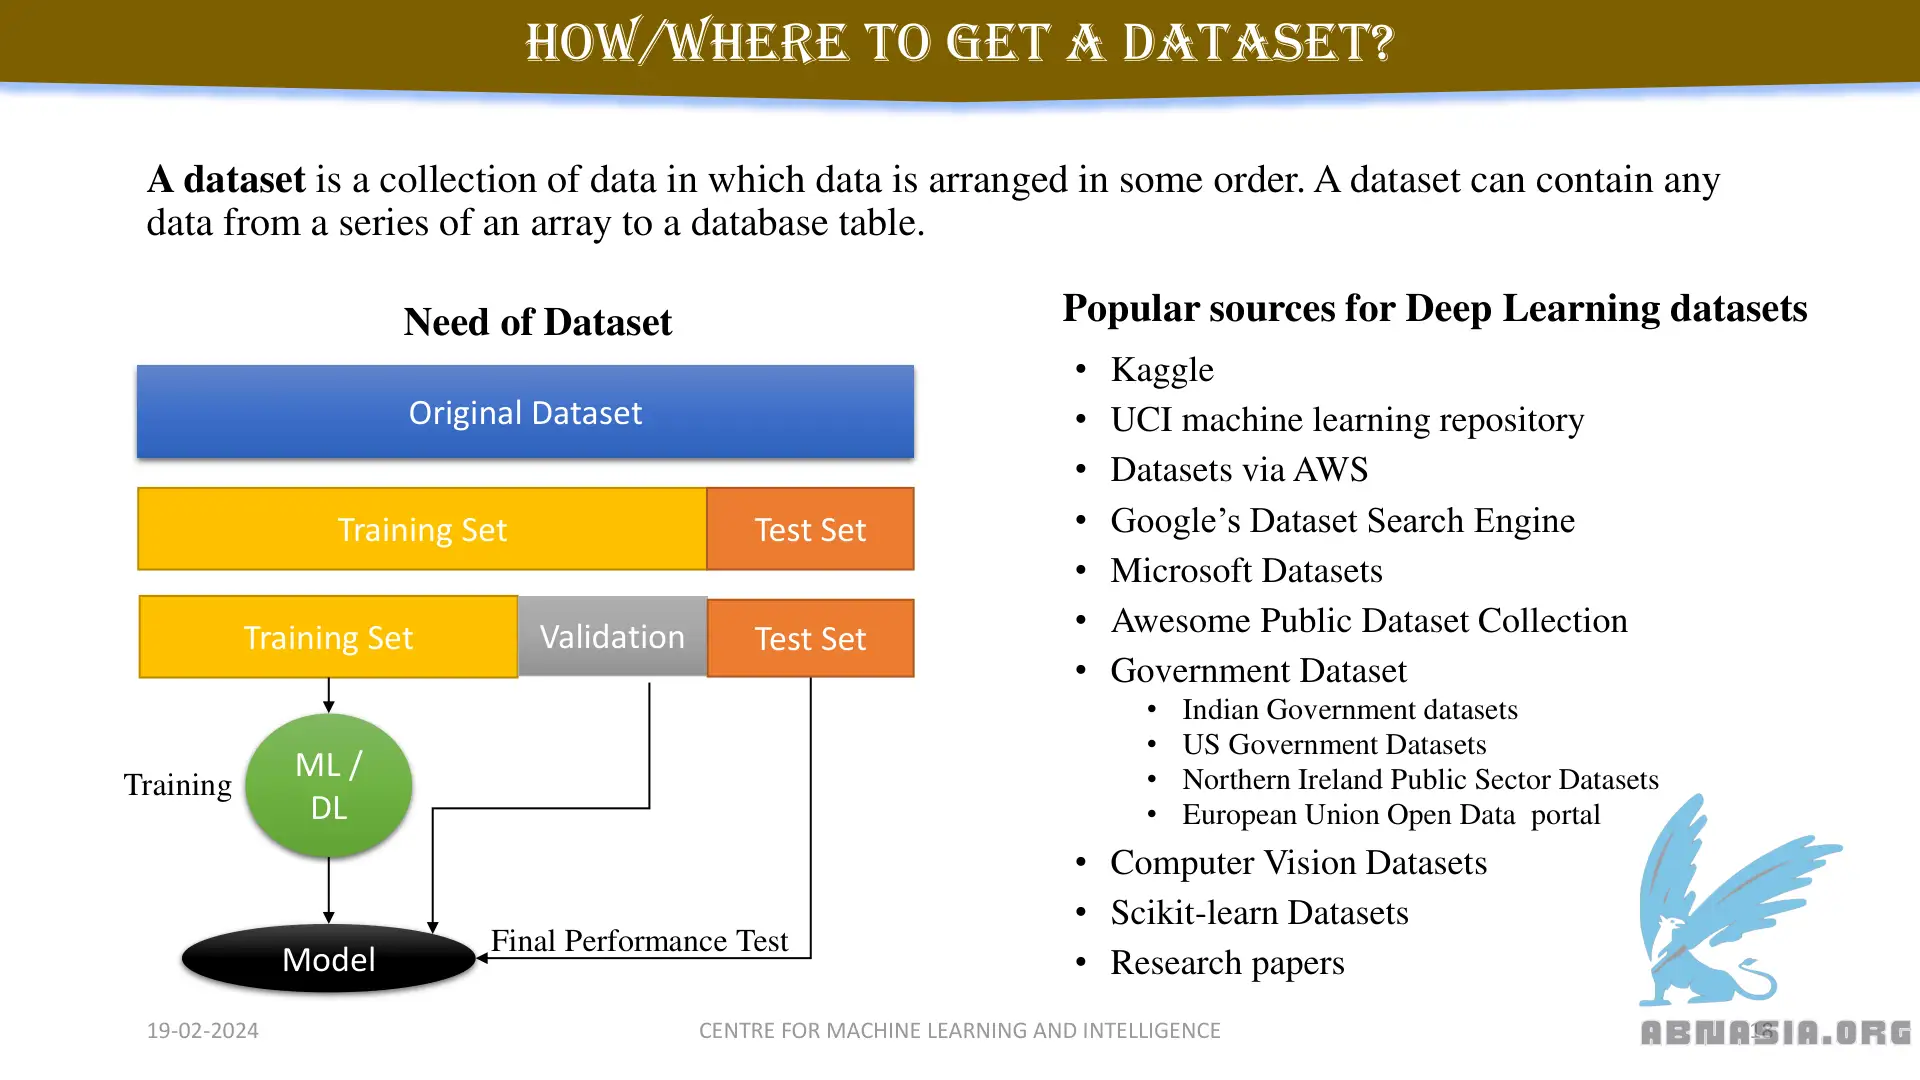 HOW/WHERE TO GET A DATASET?
A dataset is a collection of data in which data is arranged in some order. A dataset can contain any
data from a series of an array to a database table.
Need of Dataset
Original Dataset
Training Set Test Set
Training Set Validation Test Set
Training
ML /
DL
Model
Final Performance Test
Popular sources for Deep Learning datasets
• Kaggle
• UCI machine learning repository
• Datasets via AWS
• Google’s Dataset Search Engine
• Microsoft Datasets
• Awesome Public Dataset Collection
• Government Dataset
• Indian Government datasets
• US Government Datasets
• Northern Ireland Public Sector Datasets
• European Union Open Data portal
• Computer Vision Datasets
• Scikit-learn Datasets
• Research papers
19-02-2024
CENTRE FOR MACHINE LEARNING AND INTELLIGENCE
18
ABNASIA.ORG